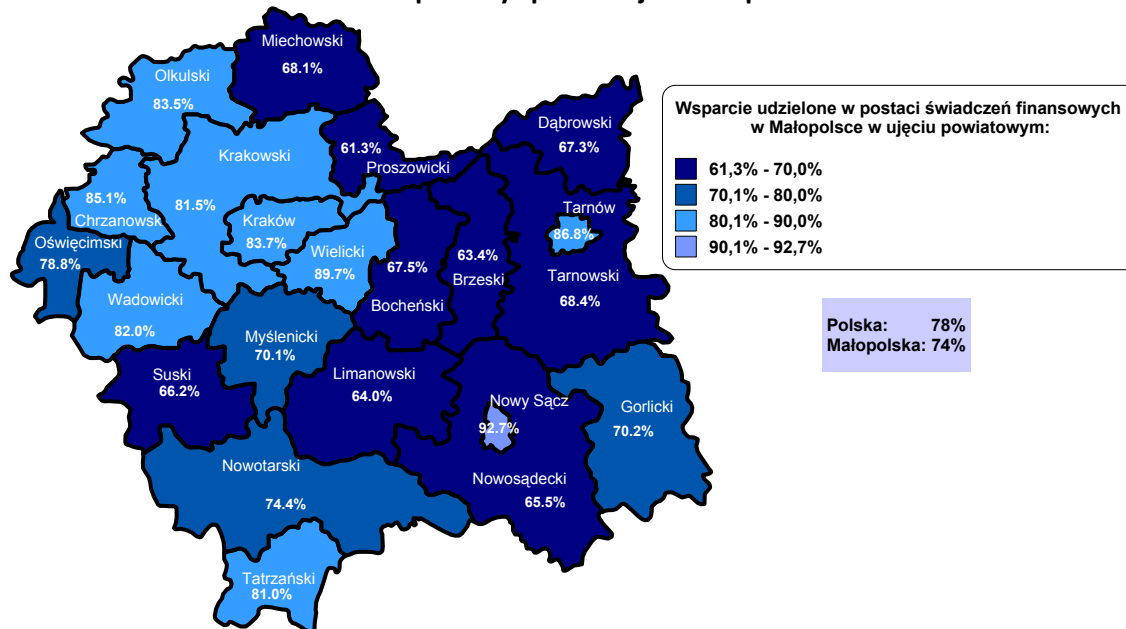 Miechowski
68.1%
Olkulski
83.5%
Dąbrowski
67.3%
61.3%
Proszowicki
Krakowski
81.5%
85.1%
Chrzanowsk
Kraków
83.7%
Tarnów
86.8%
Oświęcimski
78.8%
Wielicki
89.7%
67.5%
Bocheński
63.4%
Brzeski
Tarnowski
68.4%
Wadowicki
82.0%
Myślenicki
70.1%
Suski
66.2%
Limanowski
64.0%
Nowy Sącz
92.7%
Gorlicki
70.2%
Nowotarski
74.4%
Nowosądecki
65.5%
Tatrzański
81.0%
Wsparcie udzielone w postaci świadczeń finansowych
w Małopolsce w ujęciu powiatowym:
61,3% - 70,0%
70,1% - 80,0%
80,1% - 90,0%
90,1% - 92,7%
Polska: 78%
Małopolska: 74%